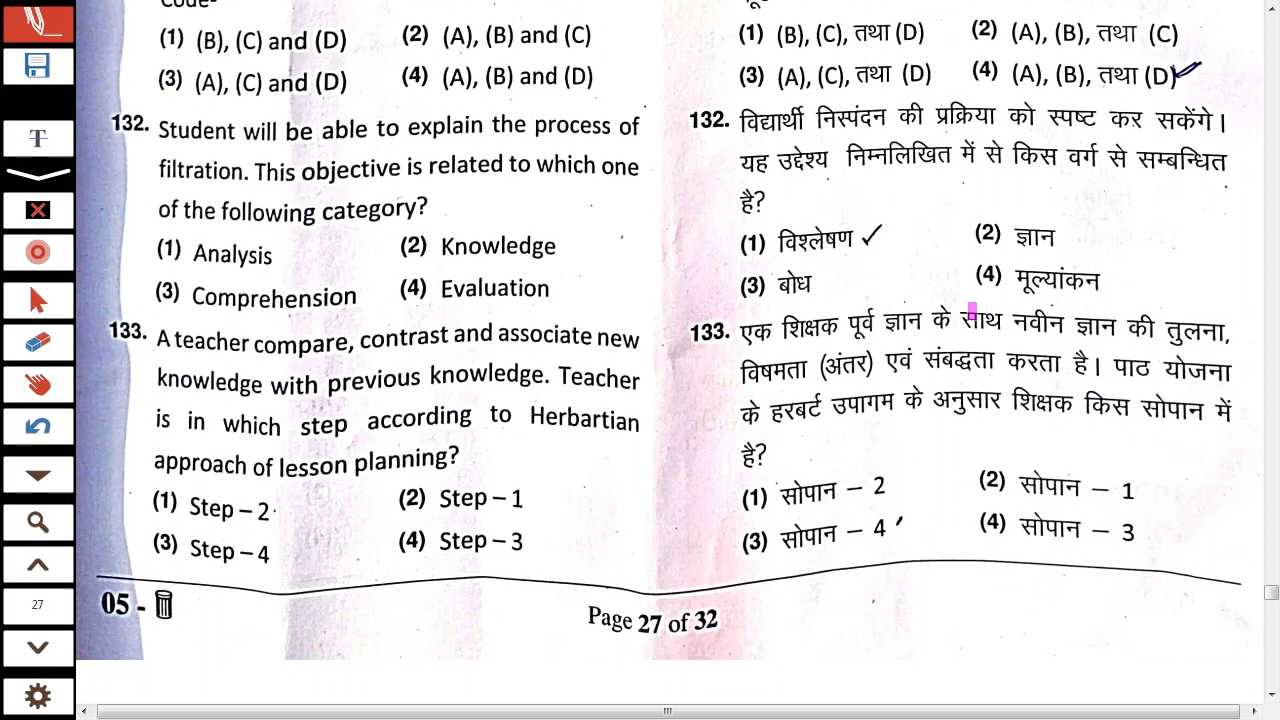 Code-
(1) (B), (C) and (D) (2) (A), (B) and (C)
(3) (A), (C) and (D) (4) (A), (B) and (D)
132. Student will be able to explain the process of
filtration. This objective is related to which one
of the following category?
(1) Analysis (2) Knowledge
(3) Comprehension (4) Evaluation
133. A teacher compare, contrast and associate new
knowledge with previous knowledge. Teacher
is in which step according to Herbartian
approach of lesson planning?
(1) Step – 2 (2) Step – 1
(3) Step – 4 (4) Step – 3
(1) (B), (C), तथा (D) (2) (A), (B), तथा (C)
(3) (A), (C), तथा (D) (4) (A), (B), तथा (D)
132. विद्यार्थी निस्पंदन की प्रक्रिया को स्पष्ट कर सकेंगे।
यह उद्देश्य निम्नलिखित में से किस वर्ग से सम्बन्धित
है?
(1) विश्लेषण (2) ज्ञान
(3) बोध (4) मूल्यांकन
133. एक शिक्षक पूर्व ज्ञान के साथ नवीन ज्ञान की तुलना,
विषमता (अंतर) एवं संबद्धता करता है। पाठ योजना
के हरबर्ट उपागम के अनुसार शिक्षक किस सोपान में
है?
(1) सोपान – 2 (2) सोपान – 1
(3) सोपान – 4 (4) सोपान – 3
05 -
Page 27 of 32
T
27